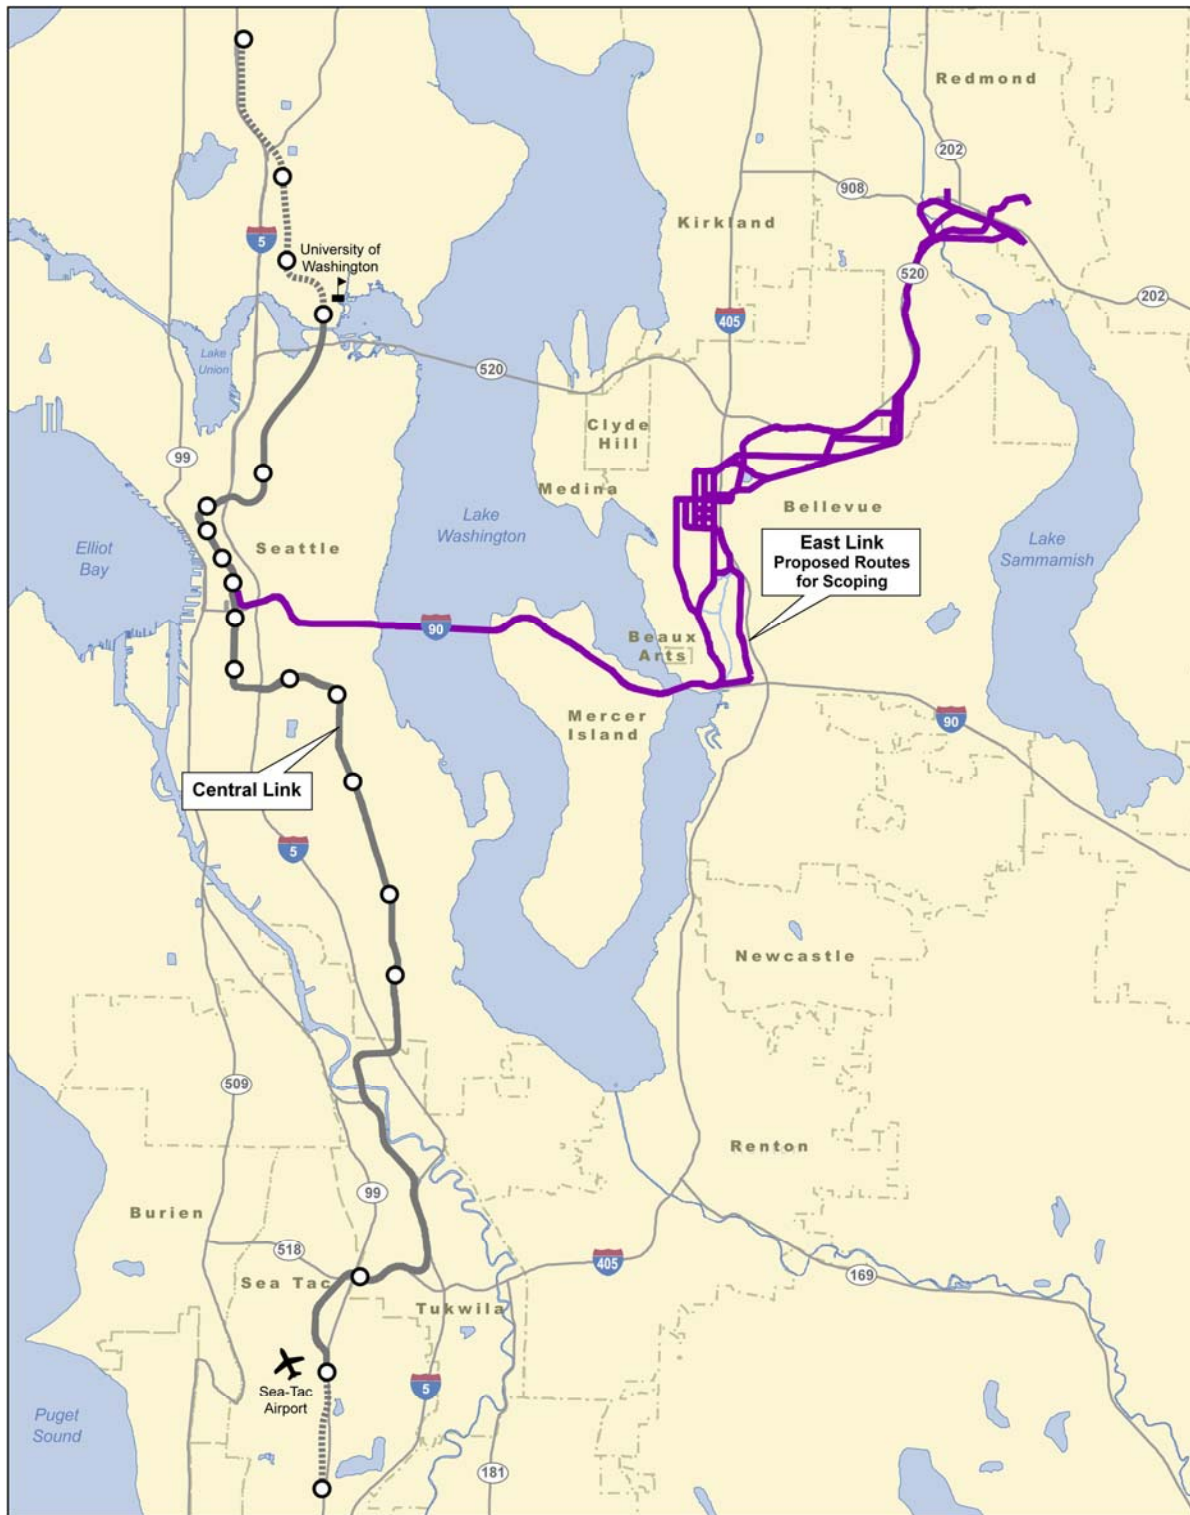 Redmond
202
908
Kirkland
5
University of
Washington
520
202
405
Lake
Union
520
Clyde
Hill
99
Medina
Lake
Washington
Bellevue
Elliot
Bay
Seattle
East Link
Proposed Routes
for Scoping
Lake
Sammamish
90
Beaux
Arts
Mercer
Island
90
Central Link
5
Newcastle
509
Renton
99
Burien
518
405
169
Sea Tac
Tukwila
Sea-Tac
Airport
5
Puget
Sound
181